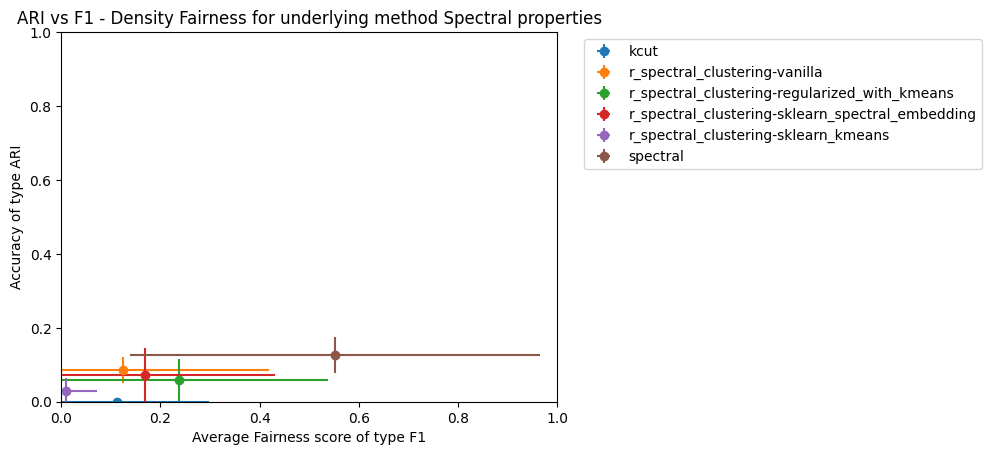 ARI vs F1 - Density Fairness for underlying method Spectral properties
1.0
0.8
0.6
0.4
0.2
0.0
Accuracy of type ARI
0.0 0.2 0.4 0.6 0.8 1.0
Average Fairness score of type F1
kcut
r_spectral_clustering-vanilla
r_spectral_clustering-regularized_with_kmeans
r_spectral_clustering-sklearn_spectral_embedding
r_spectral_clustering-sklearn_kmeans
spectral